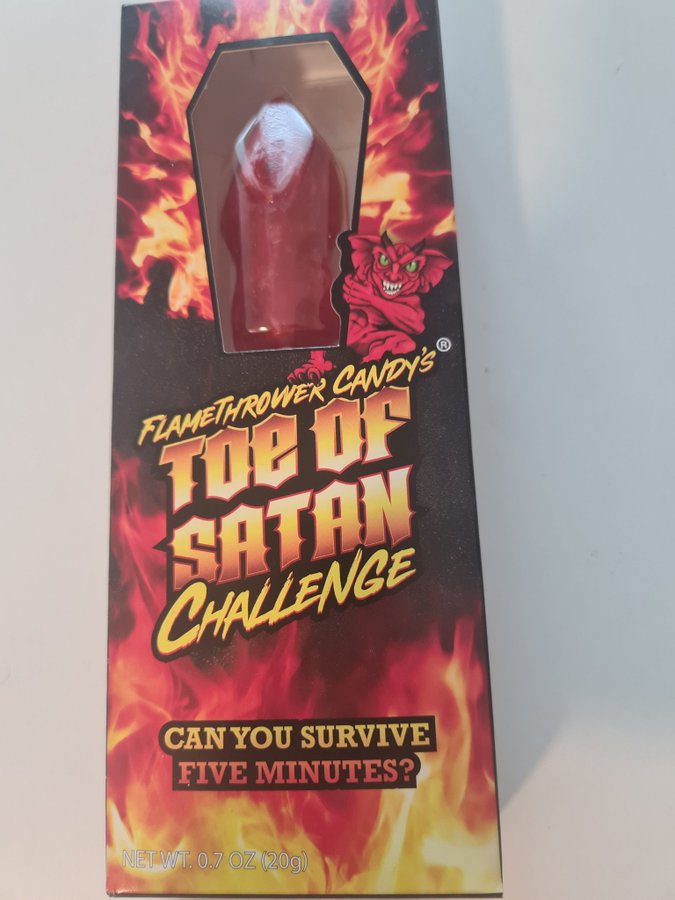 FLAMETHROWER CANDY'S®
TOE OF
SATAN
CHALLENGE
CAN YOU SURVIVE
FIVE MINUTES?
NET WT. 0.7 OZ (20g)